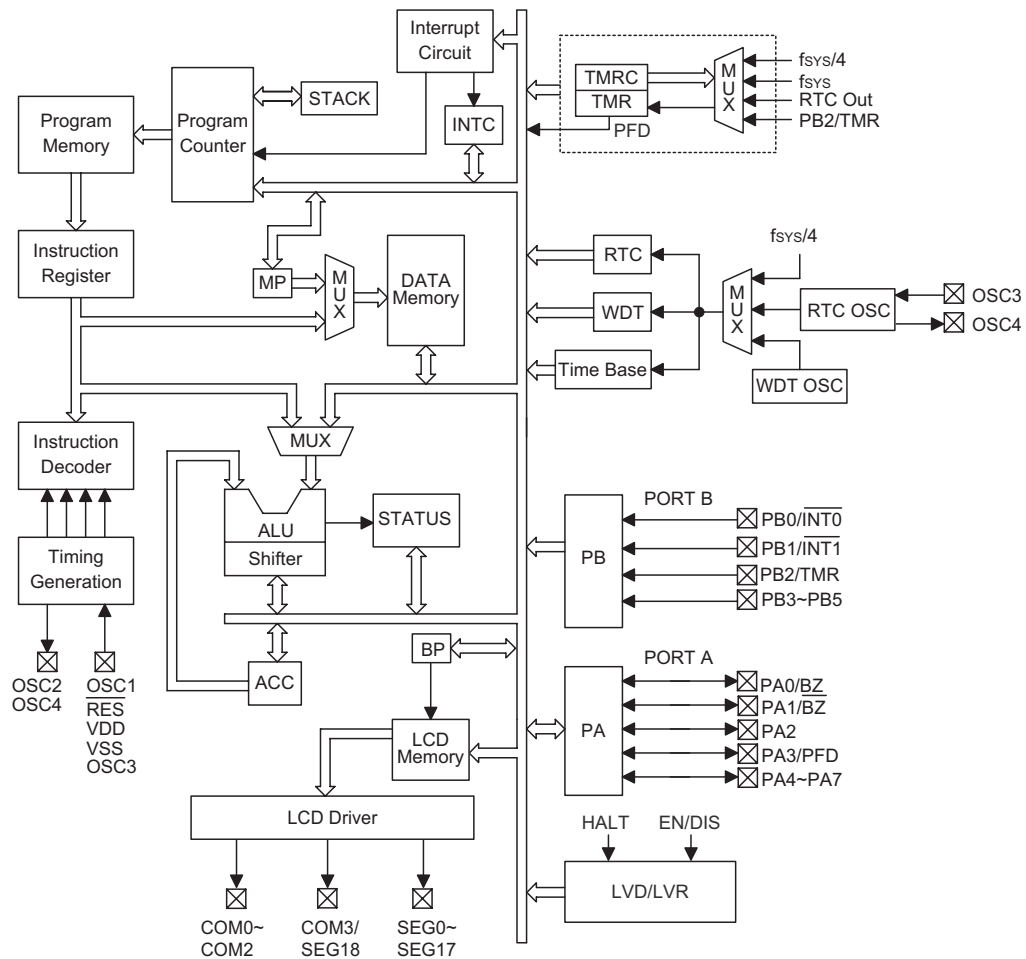 Interrupt
Circuit
STACK
Program
Memory
Program
Counter
INTC
TMRC
TMR
PFD
MUX
fSYS/4
fSYS
RTC Out
PB2/TMR
Instruction
Register
MP
MUX
DATA
Memory
RTC
WDT
Time Base
MUX
fSYS/4
RTC OSC
WDT OSC
OSC3
OSC4
Instruction
Decoder
MUX
ALU
Shifter
STATUS
Timing
Generation
OSC2
OSC4
OSC1
R̅E̅S̅
VDD
VSS
OSC3
ACC
BP
LCD
Memory
LCD Driver
COM0~
COM2
COM3/
SEG18
SEG0~
SEG17
PORT B
PB
PB0/I̅N̅T̅0̅
PB1/I̅N̅T̅1̅
PB2/TMR
PB3~PB5
PORT A
PA
PA0/BZ
PA1/B̅Z̅
PA2
PA3/PFD
PA4~PA7
HALT
EN/DIS
LVD/LVR